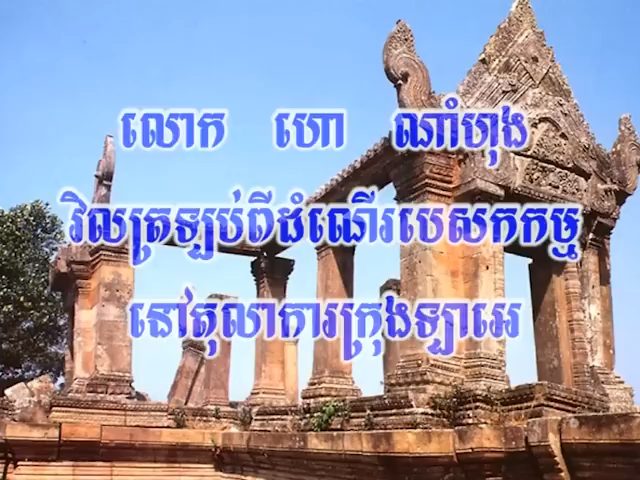 លោក ហោ ណាំហុង
វិលត្រឡប់ពីដំណើរបេសកកម្ម
នៅតុលាការក្រុងឡាអេ